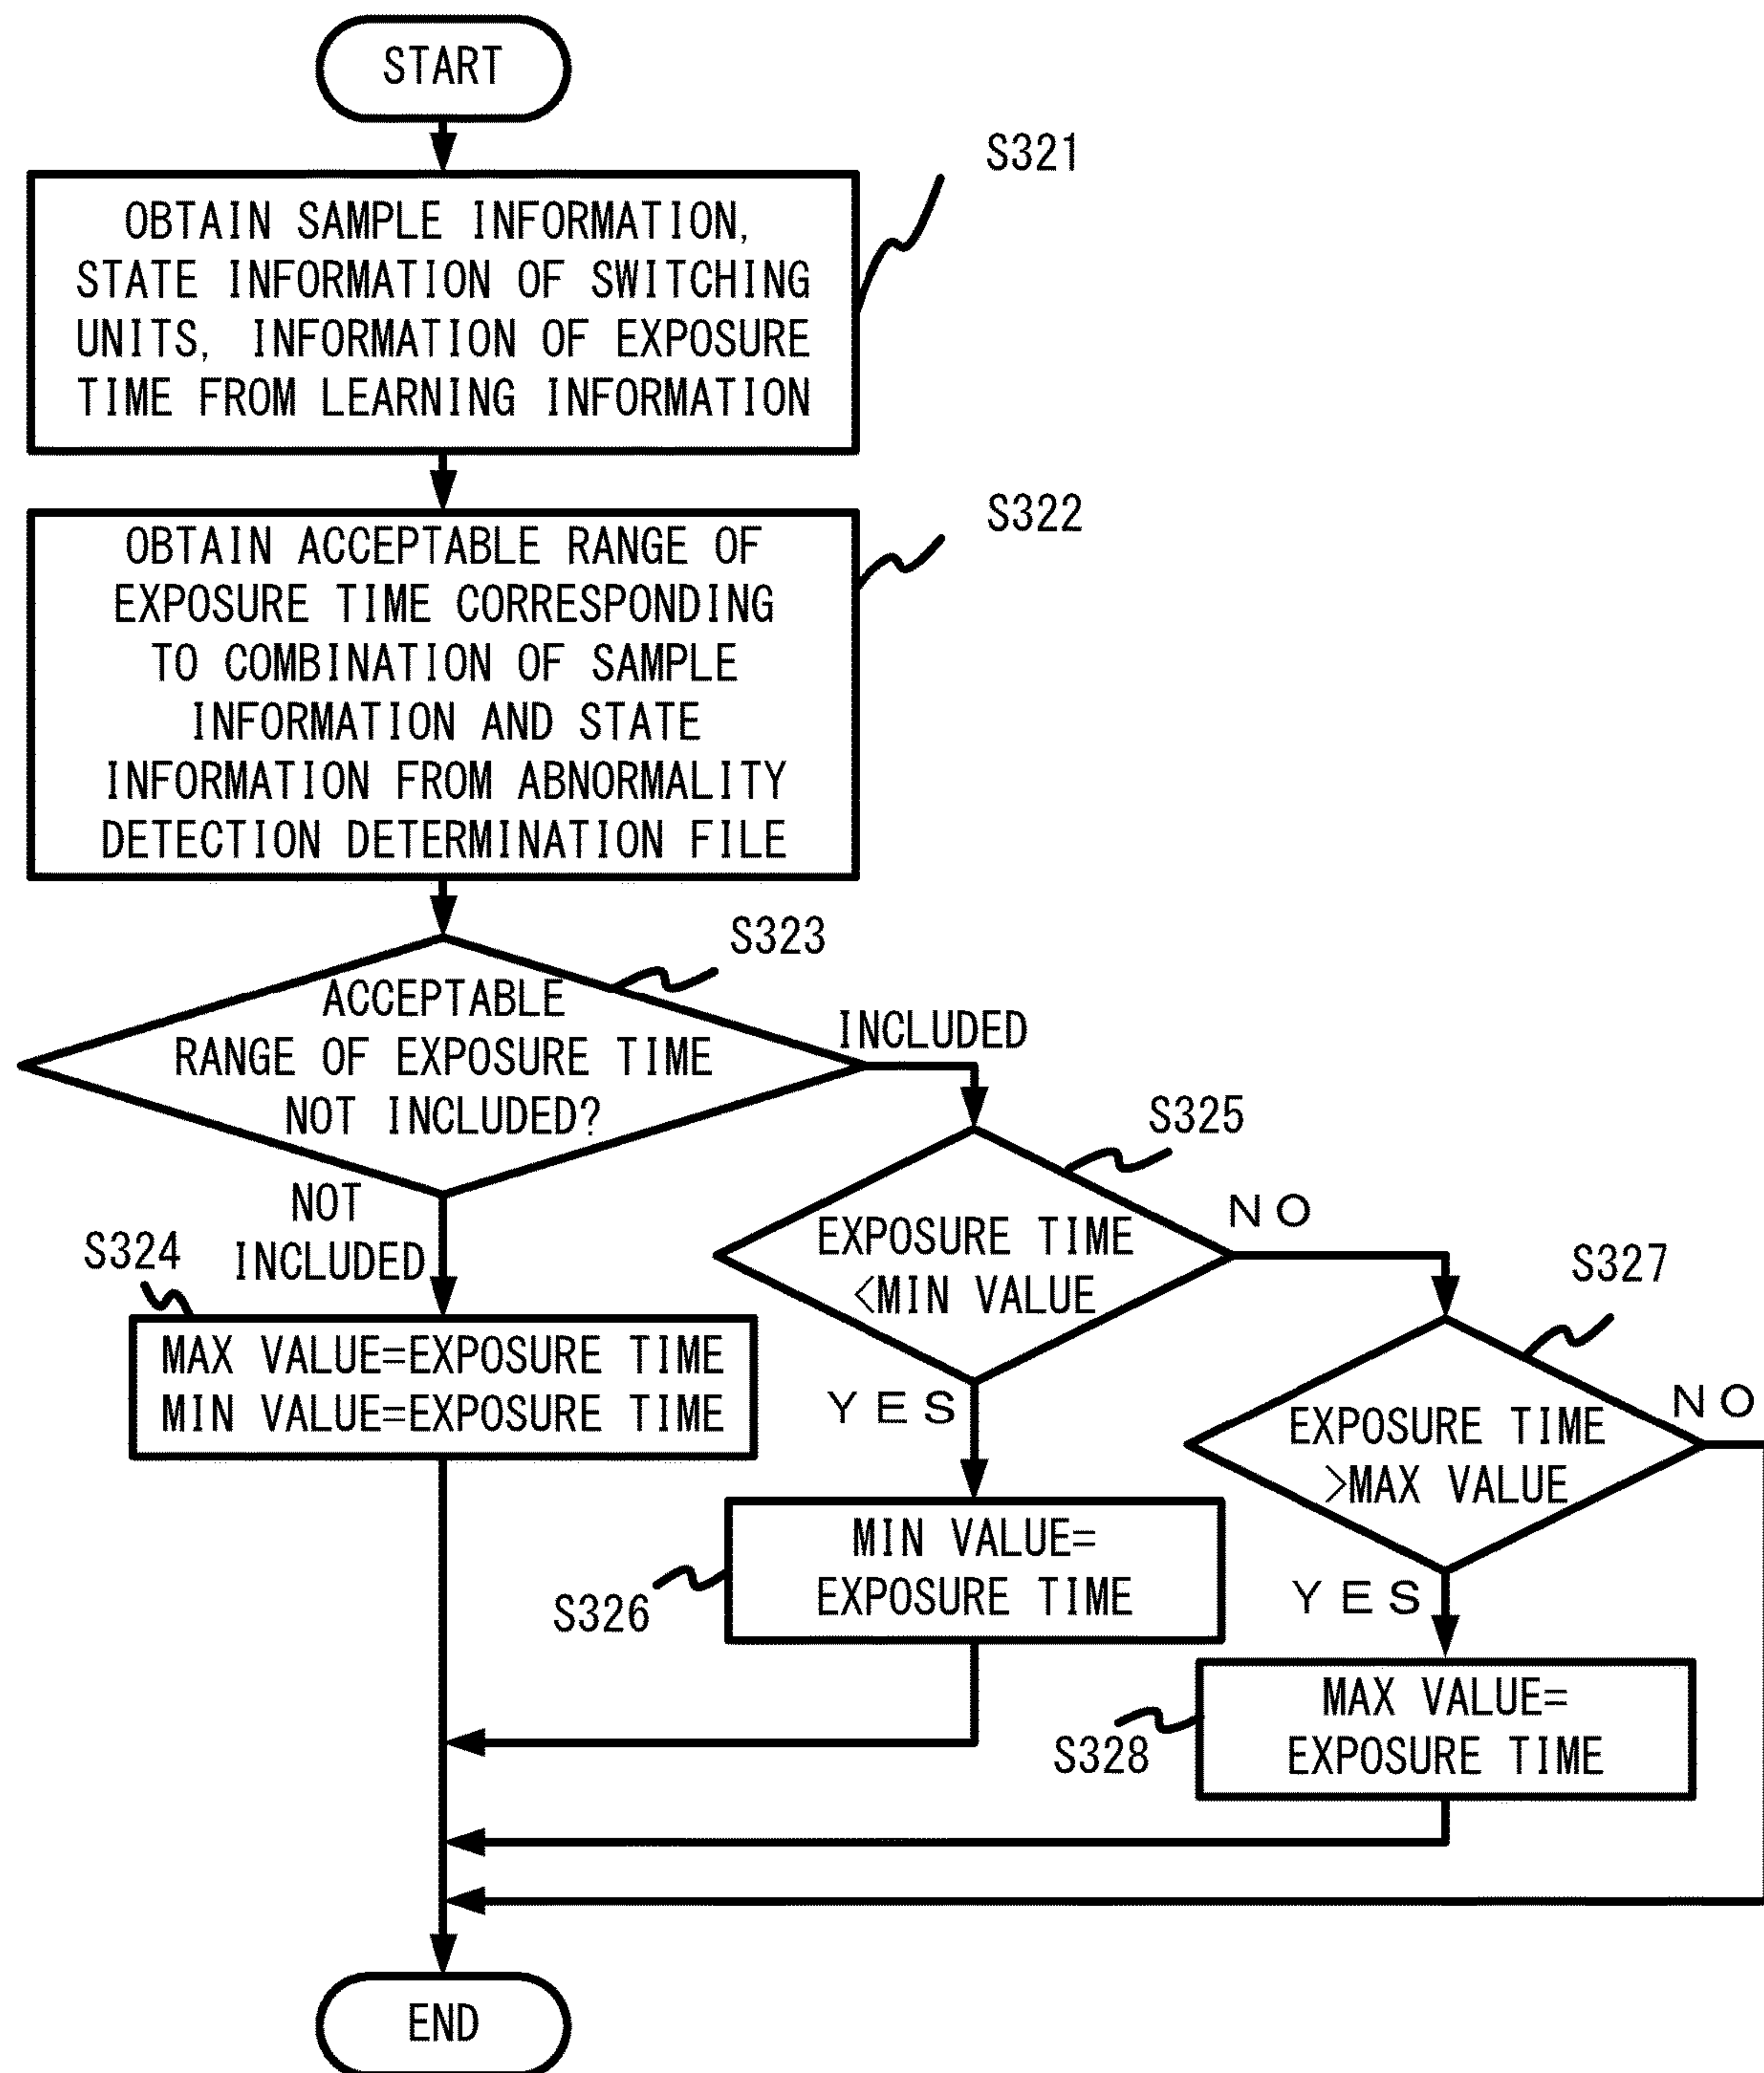 START
S321
OBTAIN SAMPLE INFORMATION,
STATE INFORMATION OF SWITCHING
UNITS, INFORMATION OF EXPOSURE
TIME FROM LEARNING INFORMATION
S322
OBTAIN ACCEPTABLE RANGE OF
EXPOSURE TIME CORRESPONDING
TO COMBINATION OF SAMPLE
INFORMATION AND STATE
INFORMATION FROM ABNORMALITY
DETECTION DETERMINATION FILE
S323
ACCEPTABLE
RANGE OF EXPOSURE TIME
NOT INCLUDED?
INCLUDED
NOT
INCLUDED
S324
MAX VALUE=EXPOSURE TIME
MIN VALUE=EXPOSURE TIME
S325
EXPOSURE TIME
<MIN VALUE
NO
YES
S326
MIN VALUE=
EXPOSURE TIME
S327
EXPOSURE TIME
>MAX VALUE
NO
YES
S328
MAX VALUE=
EXPOSURE TIME
END